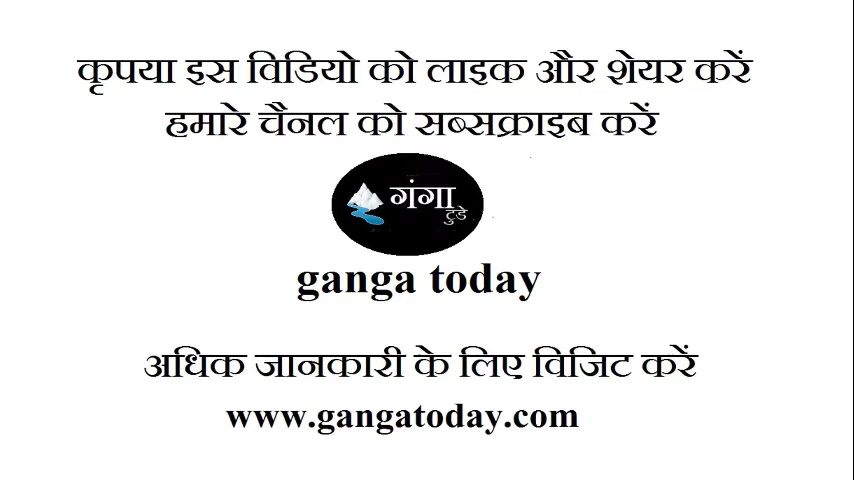 कृपया इस विडियो को लाइक और शेयर करें
हमारे चैनल को सब्सक्राइब करें
गंगा
टुडे
ganga today
अधिक जानकारी के लिए विजिट करें
www.gangatoday.com